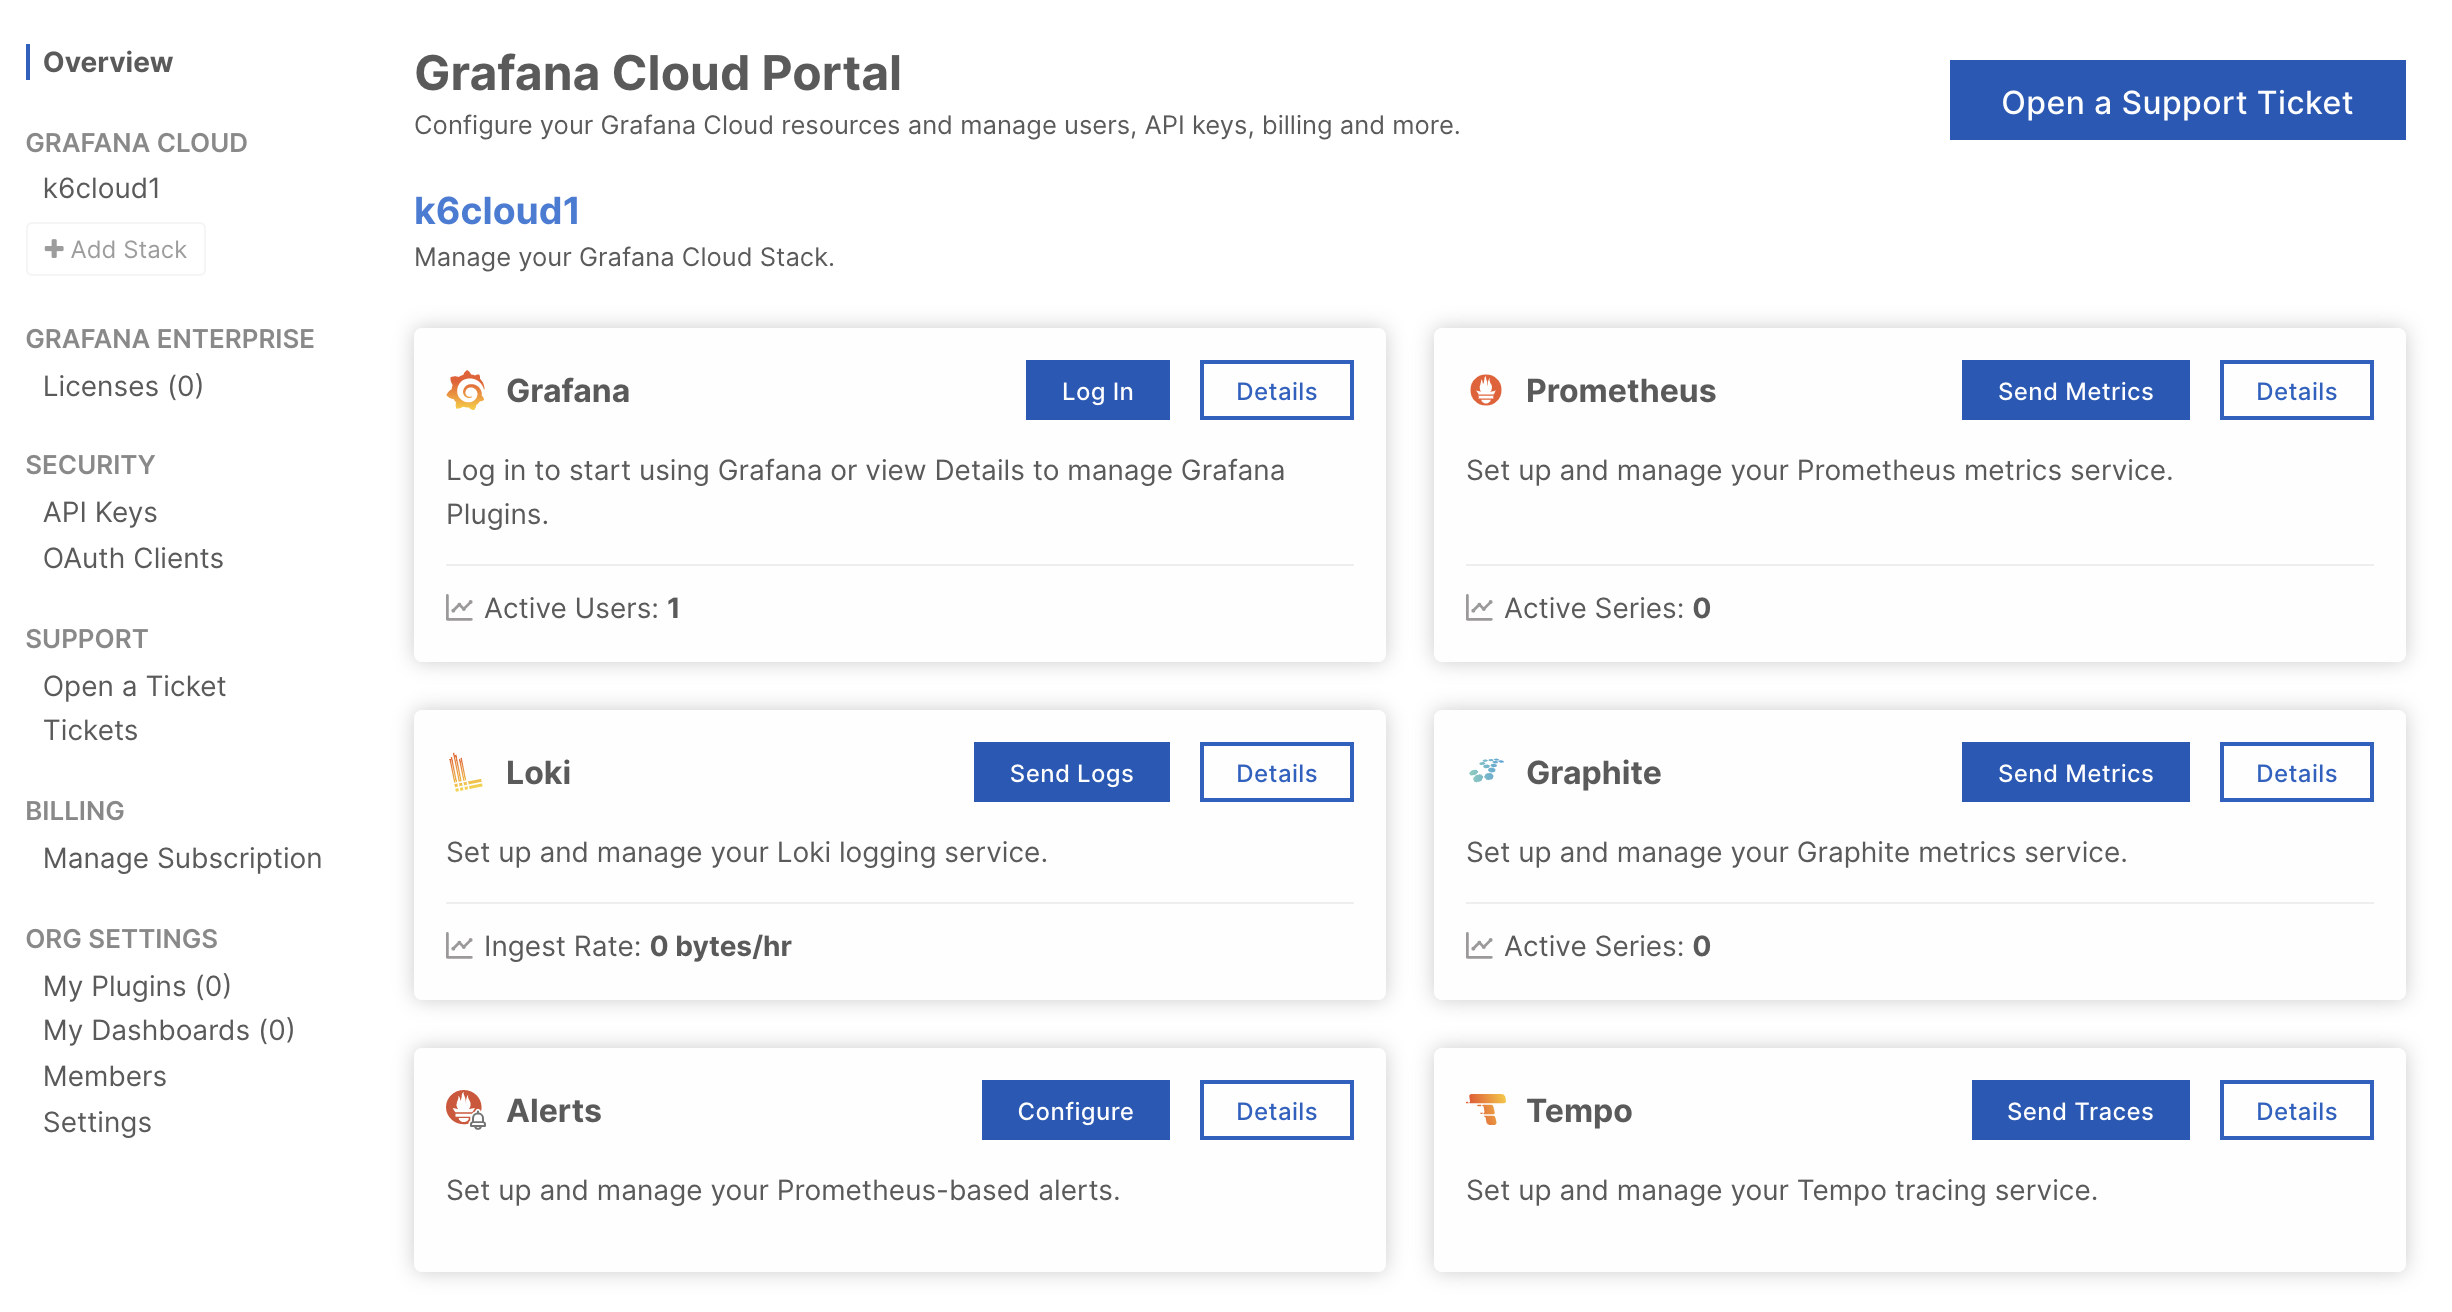 Overview
GRAFANA CLOUD
k6cloud1
+ Add Stack
GRAFANA ENTERPRISE
Licenses (0)
SECURITY
API Keys
OAuth Clients
SUPPORT
Open a Ticket
Tickets
BILLING
Manage Subscription
ORG SETTINGS
My Plugins (0)
My Dashboards (0)
Members
Settings
Grafana Cloud Portal
Configure your Grafana Cloud resources and manage users, API keys, billing and more.
Open a Support Ticket
k6cloud1
Manage your Grafana Cloud Stack.
Grafana
Log In
Details
Log in to start using Grafana or view Details to manage Grafana
Plugins.
Active Users: 1
Prometheus
Send Metrics
Details
Set up and manage your Prometheus metrics service.
Active Series: 0
Loki
Send Logs
Details
Set up and manage your Loki logging service.
Ingest Rate: 0 bytes/hr
Graphite
Send Metrics
Details
Set up and manage your Graphite metrics service.
Active Series: 0
Alerts
Configure
Details
Set up and manage your Prometheus-based alerts.
Tempo
Send Traces
Details
Set up and manage your Tempo tracing service.